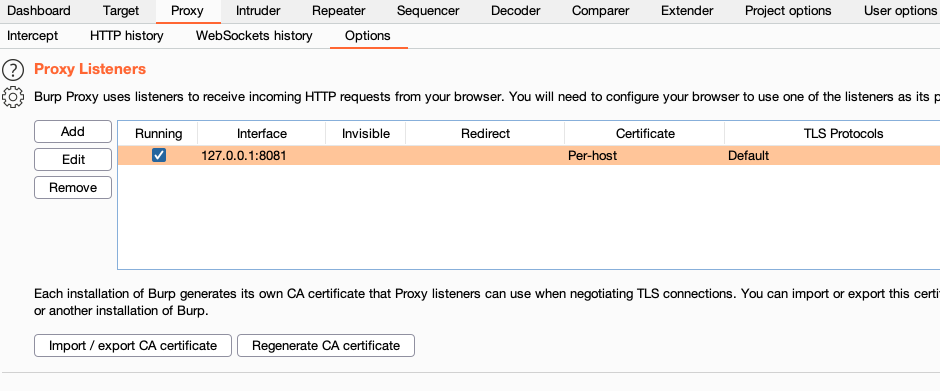 Dashboard Target Proxy Intruder Repeater Sequencer Decoder Comparer Extender Project options User options
Intercept HTTP history WebSockets history Options
? Proxy Listeners
Burp Proxy uses listeners to receive incoming HTTP requests from your browser. You will need to configure your browser to use one of the listeners as its p
Add Running Interface Invisible Redirect Certificate TLS Protocols
127.0.0.1:8081 Per-host Default
Edit
Remove
Each installation of Burp generates its own CA certificate that Proxy listeners can use when negotiating TLS connections. You can import or export this certi
or another installation of Burp.
Import / export CA certificate Regenerate CA certificate